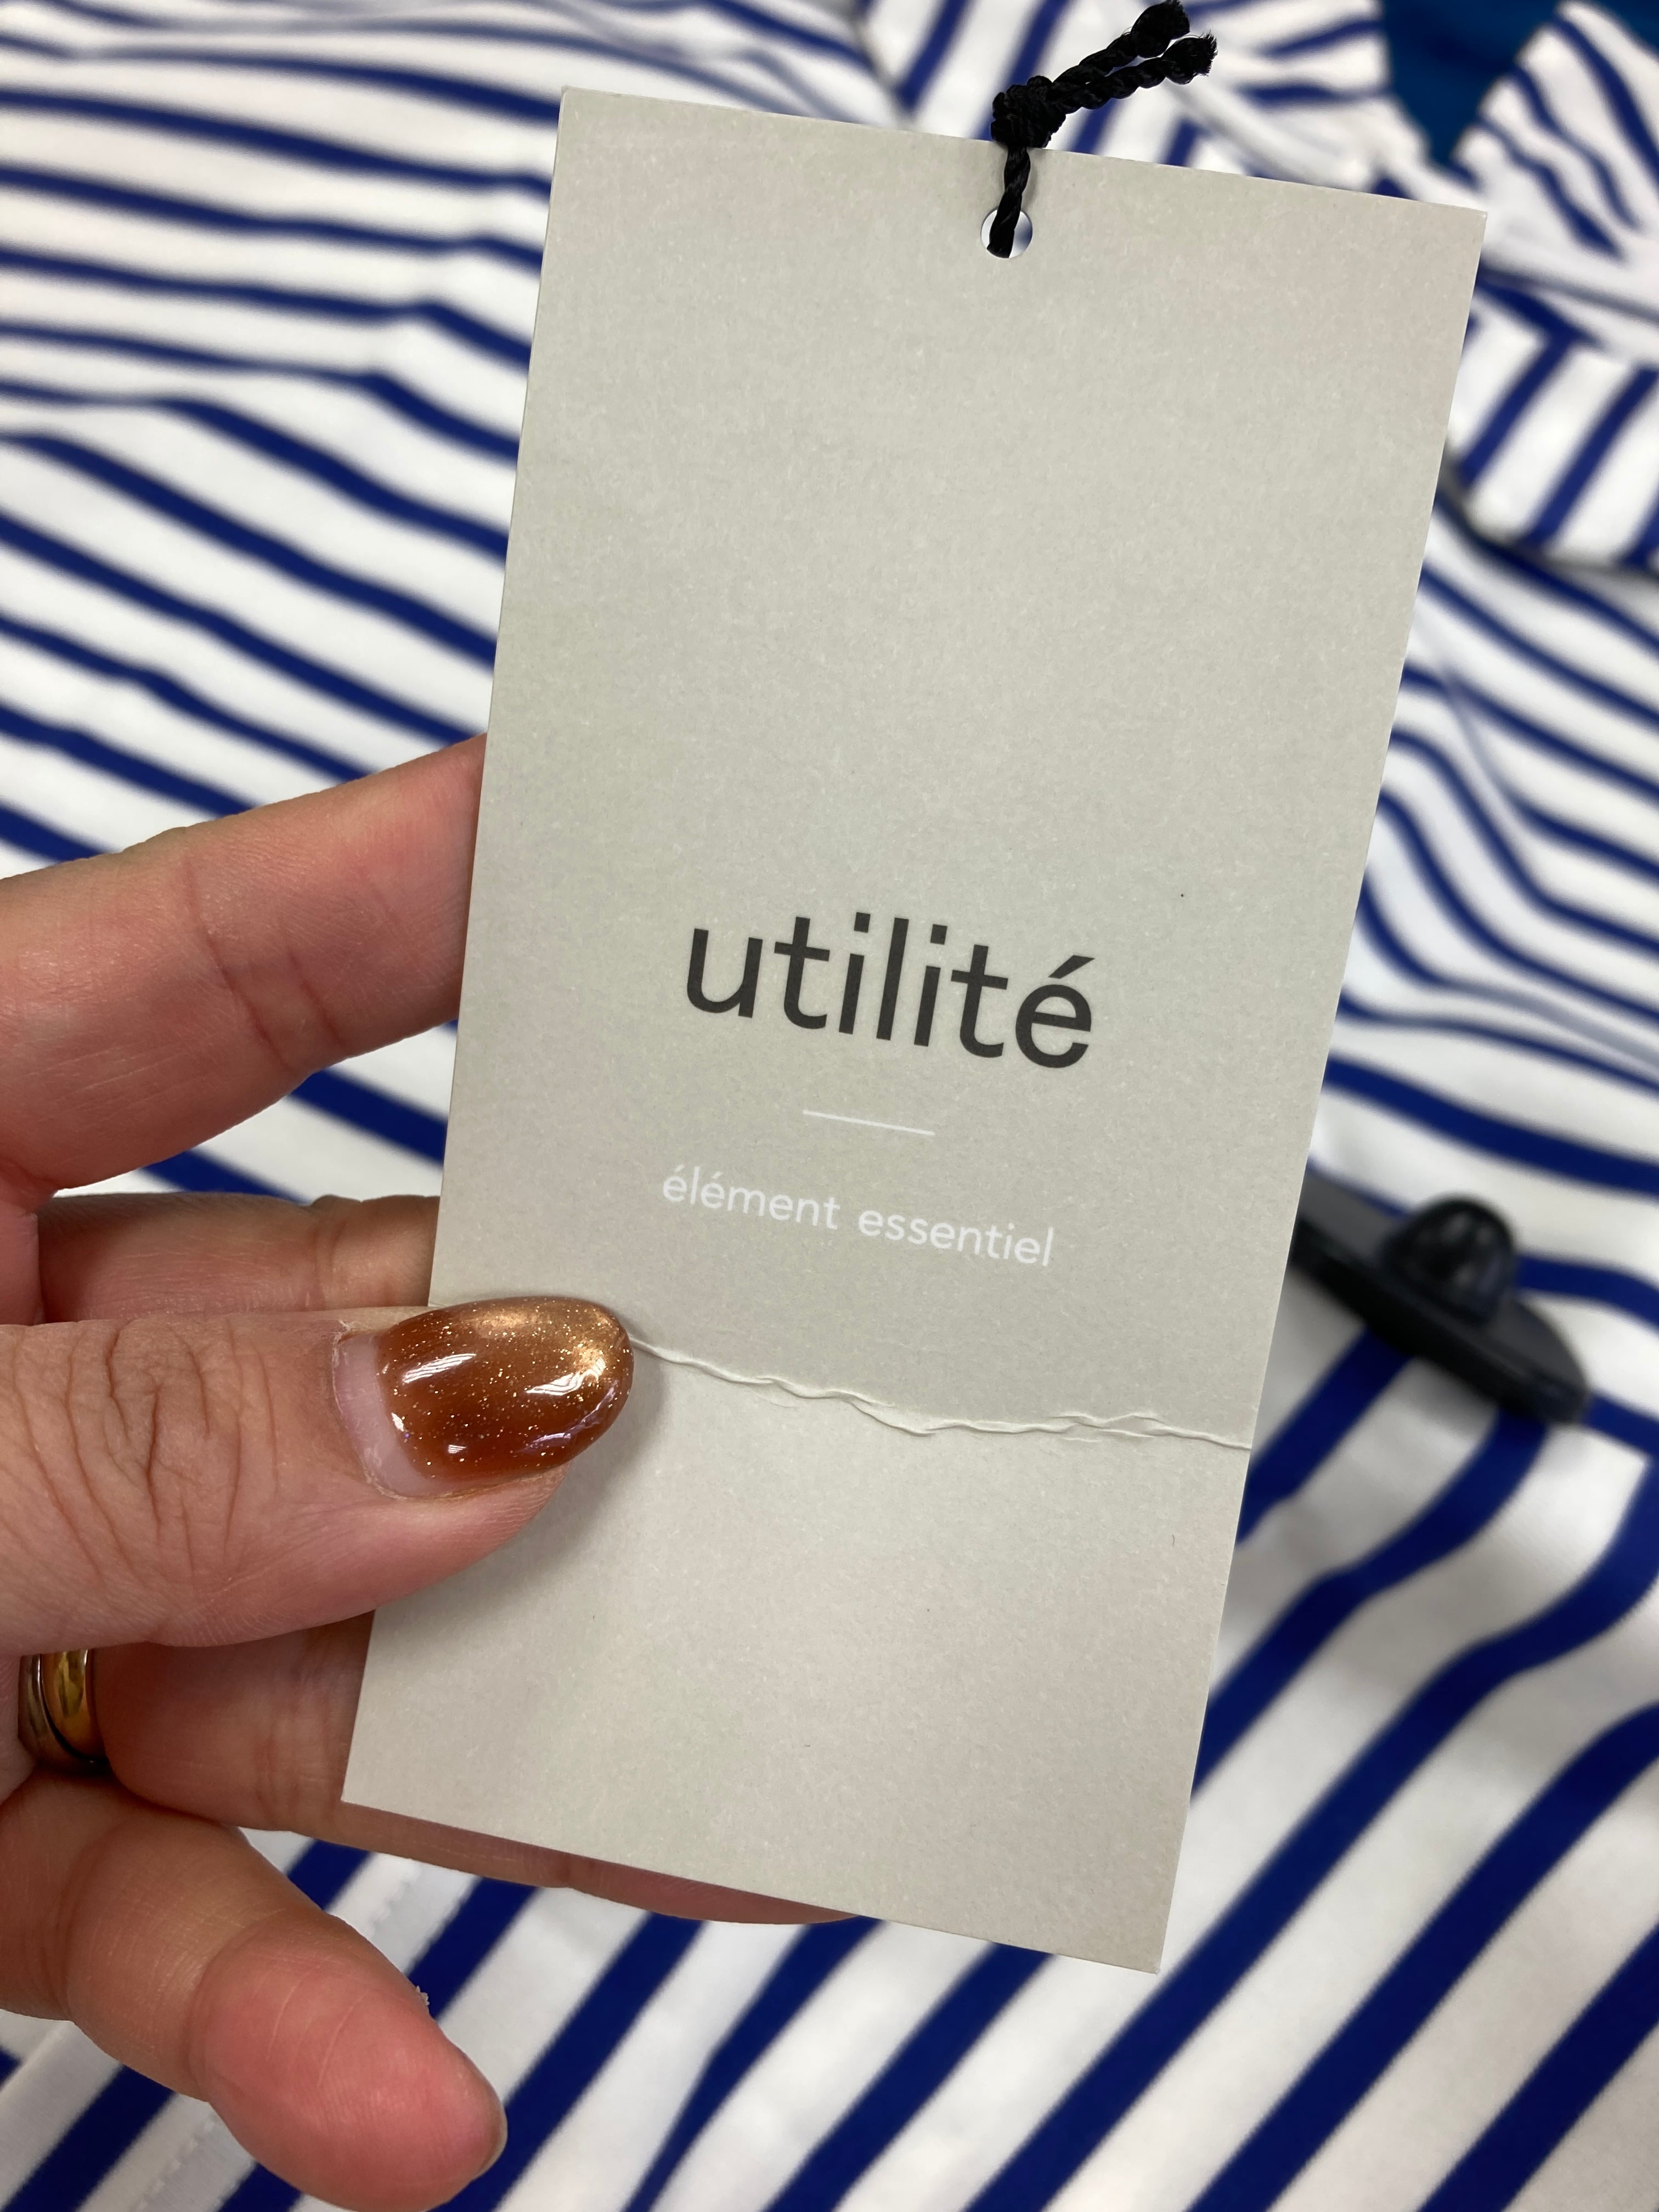 utilité
élément essentiel